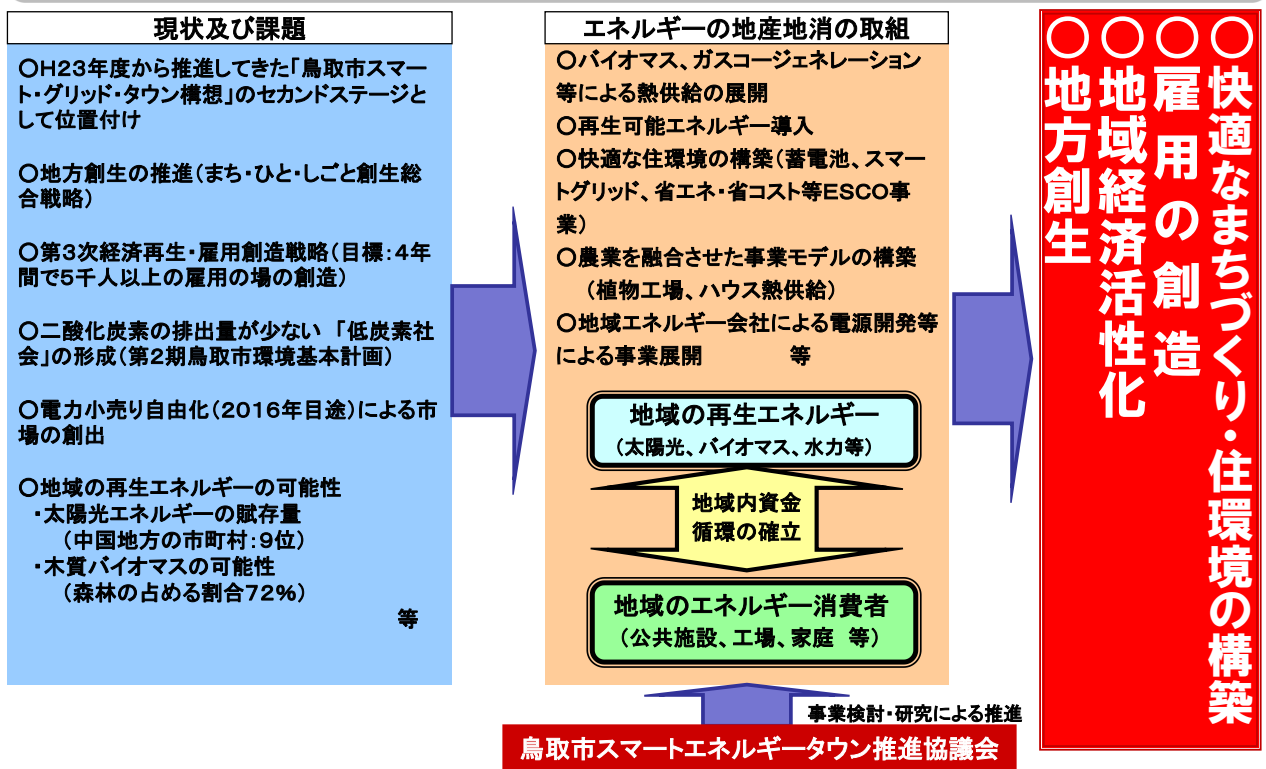 現状及び課題
〇H23年度から推進してきた「鳥取市スマー
ト・グリッド・タウン構想」のセカンドステージと
して位置付け
〇地方創生の推進(まち・ひと・しごと創生総
合戦略)
〇第3次経済再生・雇用創造戦略(目標:4年
間で5千人以上の雇用の場の創造)
〇二酸化炭素の排出量が少ない 「低炭素社
会」の形成(第2期鳥取市環境基本計画)
〇電力小売り自由化(2016年目途)による市
場の創出
〇地域の再生エネルギーの可能性
・太陽光エネルギーの賦存量
(中国地方の市町村:9位)
・木質バイオマスの可能性
(森林の占める割合72%)
等
エネルギーの地産地消の取組
〇バイオマス、ガスコージェネレーション
等による熱供給の展開
〇再生可能エネルギー導入
〇快適な住環境の構築(蓄電池、スマー
トグリッド、省エネ・省コスト等ESCO事
業)
〇農業を融合させた事業モデルの構築
(植物工場、ハウス熱供給)
〇地域エネルギー会社による電源開発等
による事業展開 等
地域の再生エネルギー
(太陽光、バイオマス、水力等)
地域内資金
循環の確立
地域のエネルギー消費者
(公共施設、工場、家庭 等)
事業検討・研究による推進
鳥取市スマートエネルギータウン推進協議会
〇快適なまちづくり・住環境の構築
〇雇用の創造
〇地域経済活性化
〇地方創生